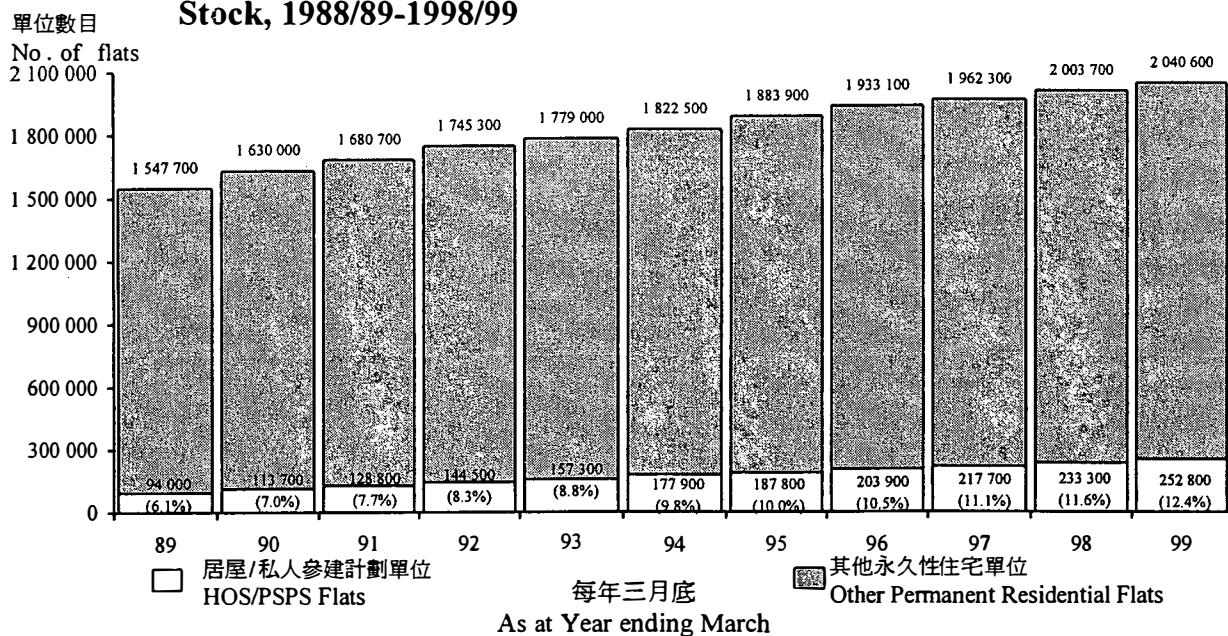 Stock, 1988/89-1998/99
單位數目
No. of flats
2 100 000
1 800 000
1 500 000
1 200 000
900 000
600 000
300 000
0
1 547 700
1 630 000
1 680 700
1 745 300
1 779 000
1 822 500
1 883 900
1 933 100
1 962 300
2 003 700
2 040 600
94 000
113 700
128 800
144 500
157 300
177 900
187 800
203 900
217 700
233 300
252 800
(6.1%)
(7.0%)
(7.7%)
(8.3%)
(8.8%)
(9.8%)
(10.0%)
(10.5%)
(11.1%)
(11.6%)
(12.4%)
89 90 91 92 93 94 95 96 97 98 99
居屋/私人參建計劃單位
HOS/PSPS Flats
每年三月底
As at Year ending March
其他永久性住宅單位
Other Permanent Residential Flats